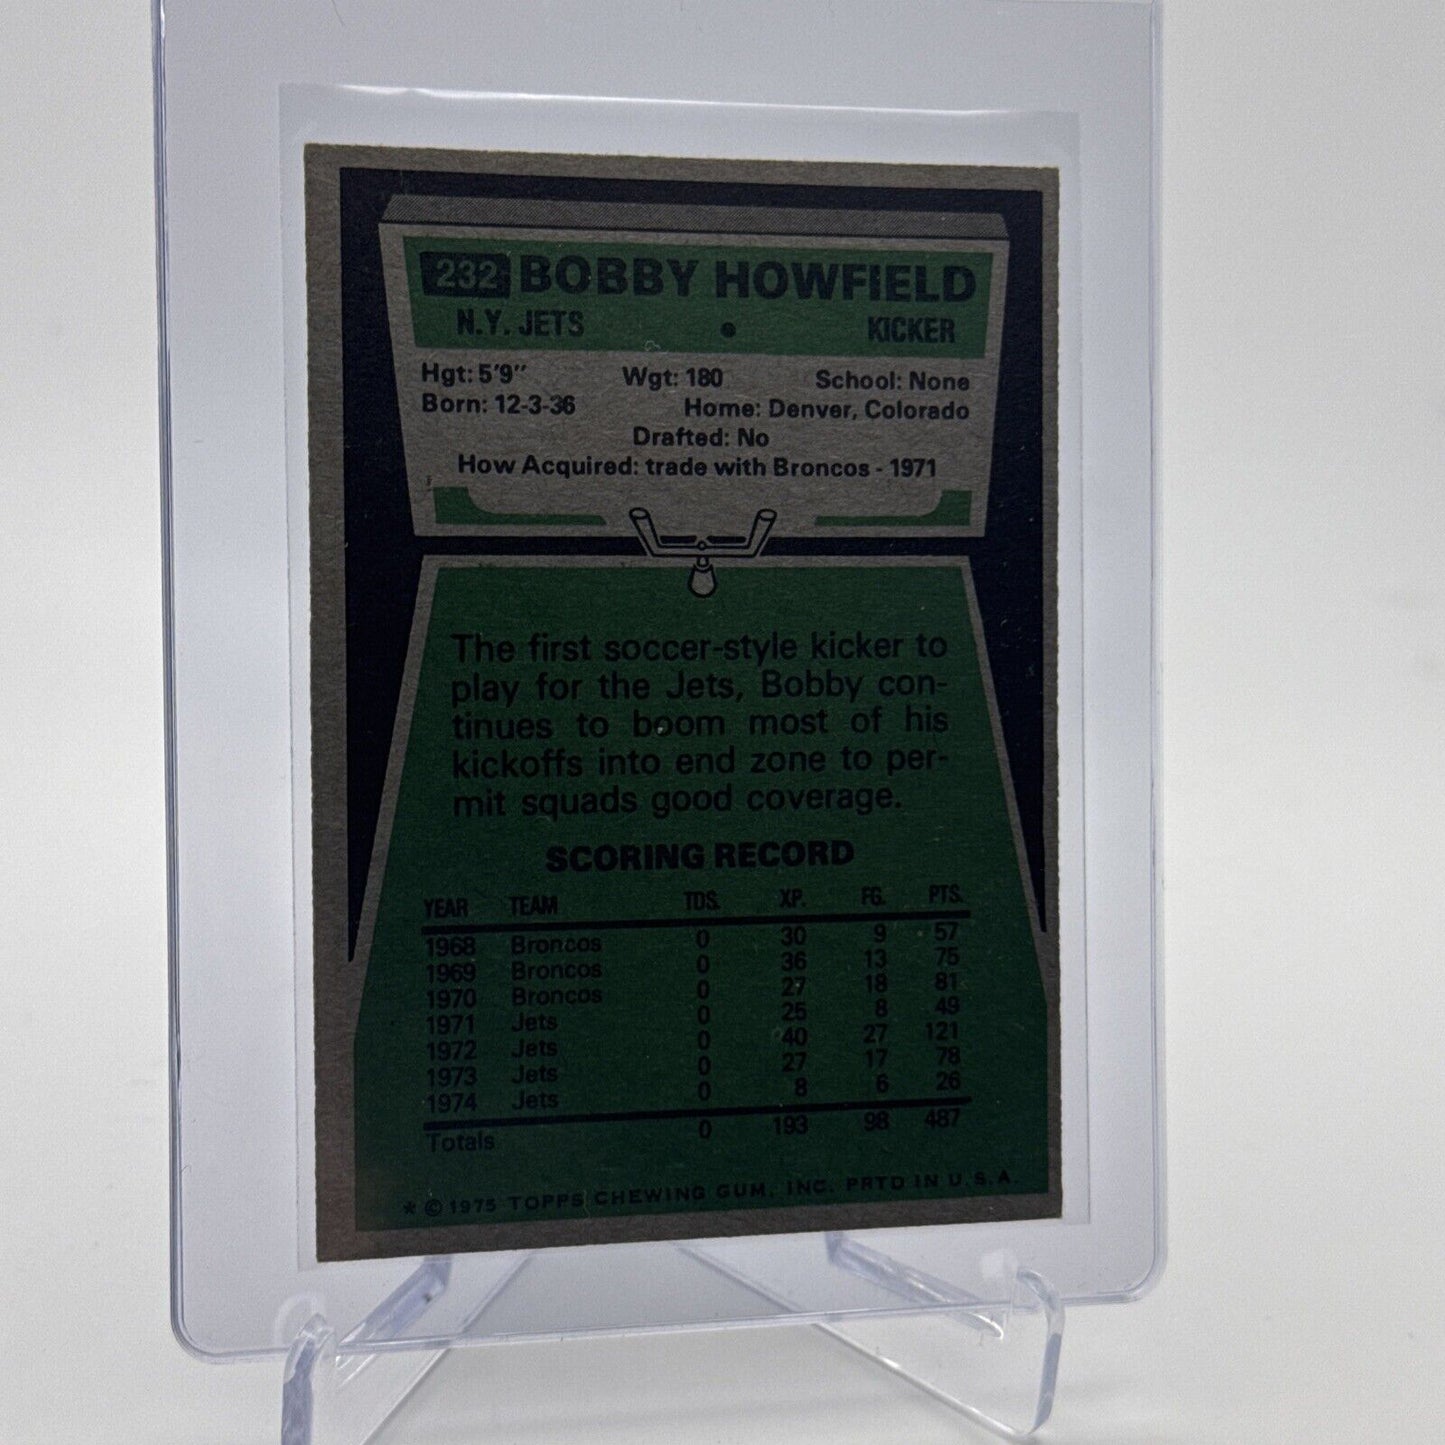 232 BOBBY HOWFIELD
N.Y. JETS • KICKER
Hgt: 5'9" Wgt: 180 School: None
Born: 12-3-36 Home: Denver, Colorado
Drafted: No
How Acquired: trade with Broncos - 1971
The first soccer-style kicker to
play for the Jets, Bobby con-
tinues to boom most of his
kickoffs into end zone to per-
mit squads good coverage.
SCORING RECORD
YEAR TEAM TDS. XP. FG. PTS.
1968 Broncos 0 30 9 57
1969 Broncos 0 36 13 75
1970 Broncos 0 27 18 81
1971 Jets 0 25 8 49
1972 Jets 0 40 27 121
1973 Jets 0 27 17 78
1974 Jets 0 8 6 26
Totals 0 193 98 487
* © 1975 TOPPS CHEWING GUM, INC. PRTD IN U.S.A.